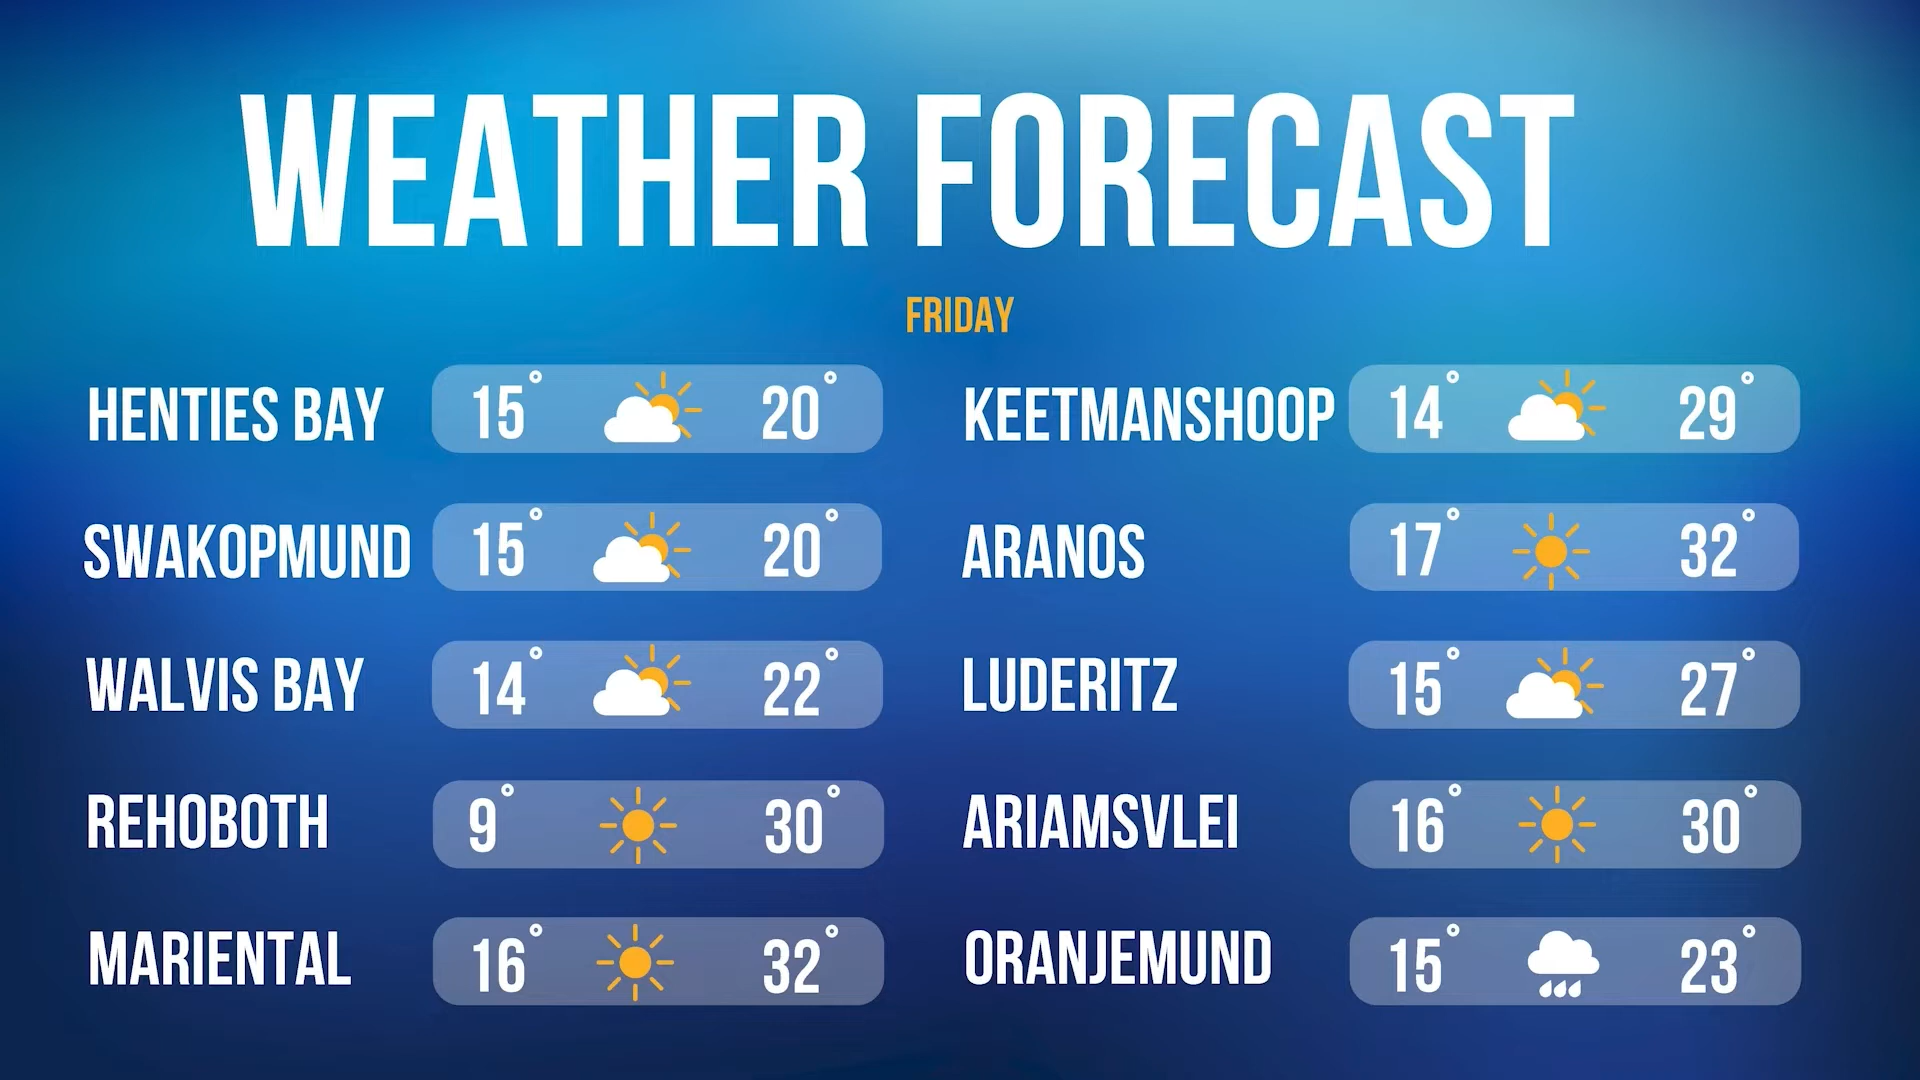 WEATHER FORECAST
FRIDAY
HENTIES BAY 15° 20°
SWAKOPMUND 15° 20°
WALVIS BAY 14° 22°
REHOBOTH 9° 30°
MARIENTAL 16° 32°
KEETMANSHOOP 14° 29°
ARANOS 17° 32°
LUDERITZ 15° 27°
ARIAMSVLEI 16° 30°
ORANJEMUND 15° 23°